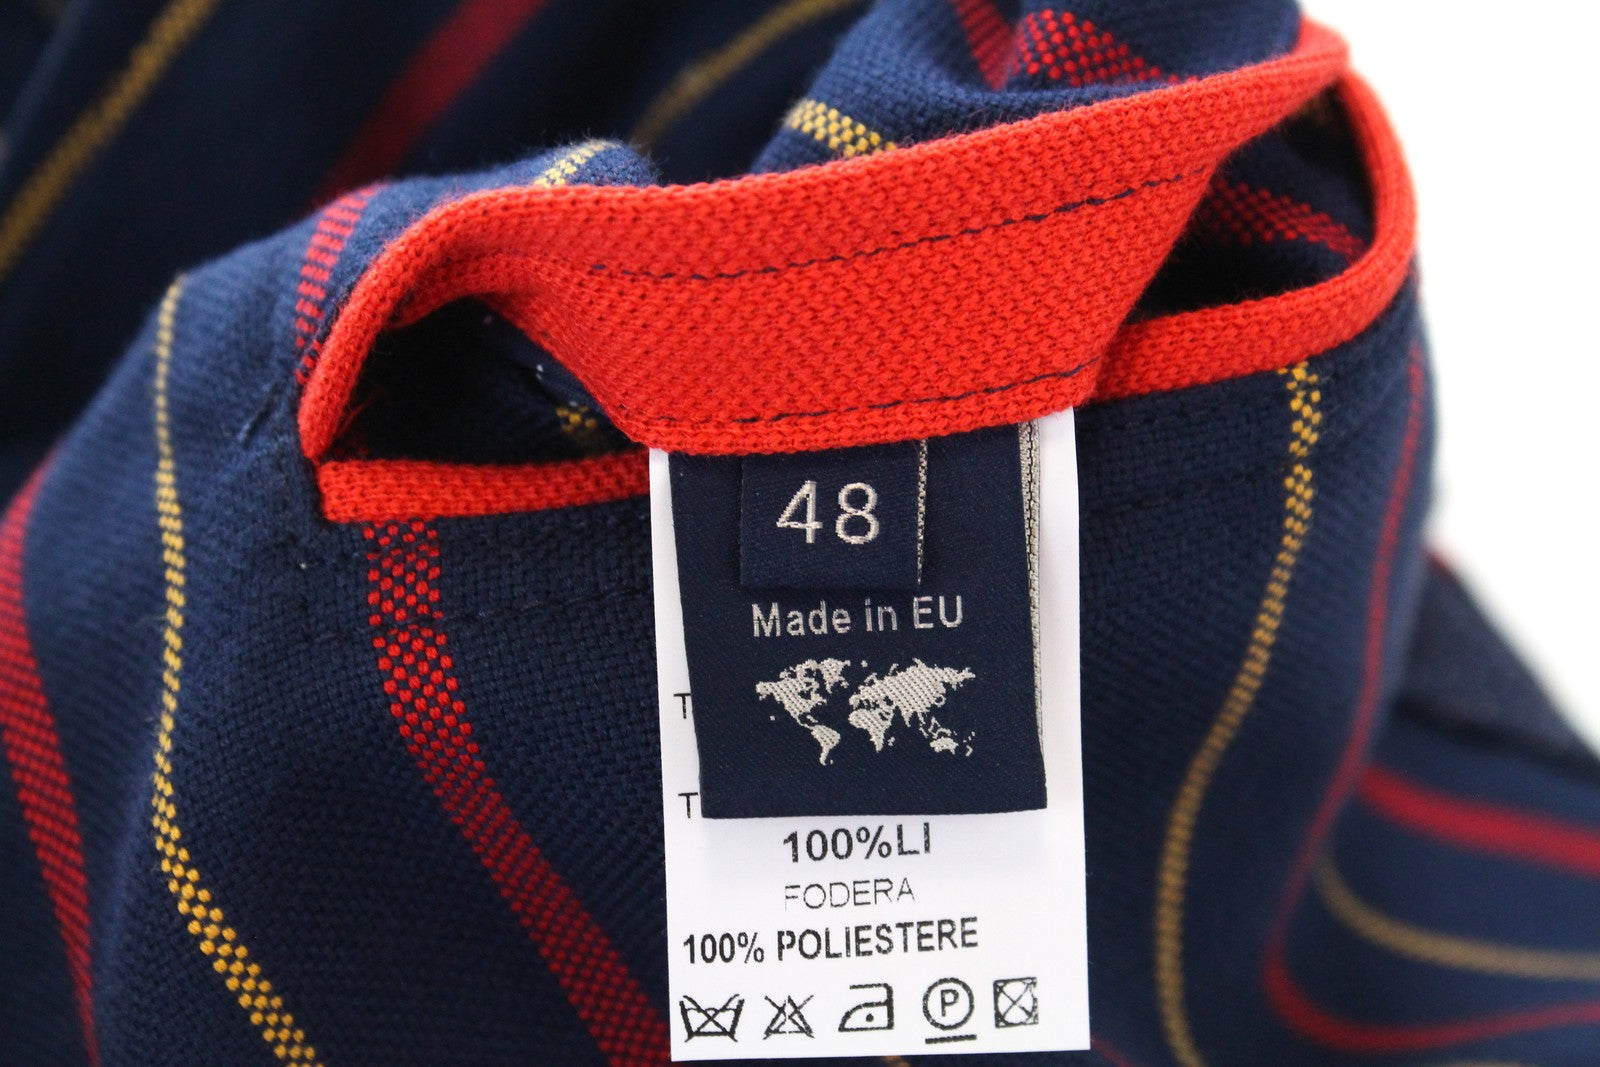 48
Made in EU
T
T
100%LI
FODERA
100% POLIESTERE
P